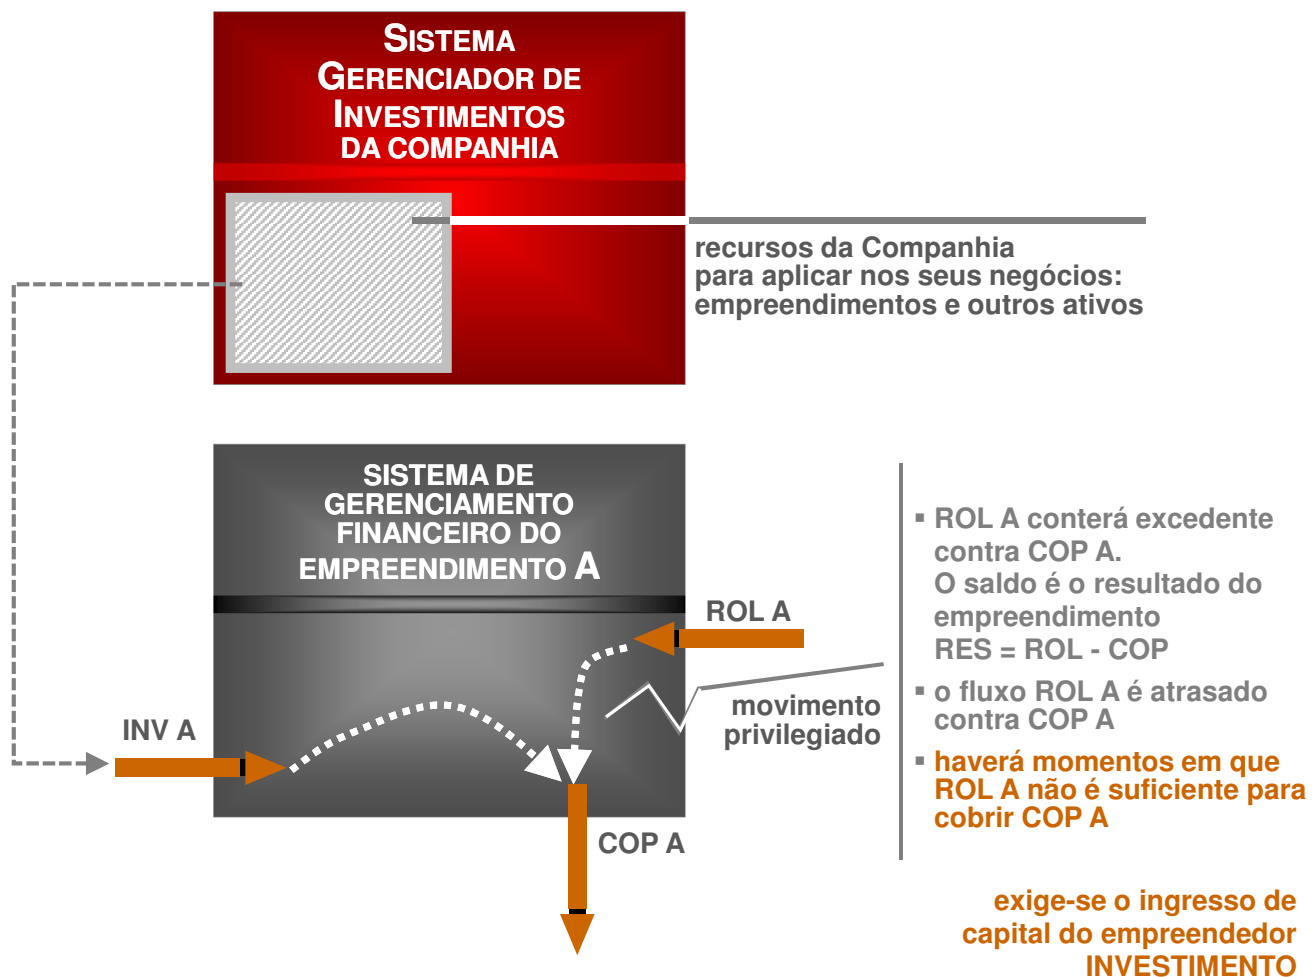 SISTEMA
GERENCIADOR DE
INVESTIMENTOS
DA COMPANHIA
recursos da Companhia
para aplicar nos seus negócios:
empreendimentos e outros ativos
SISTEMA DE
GERENCIAMENTO
FINANCEIRO DO
EMPREENDIMENTO A
ROL A
movimento
privilegiado
INV A
COP A
▪ ROL A conterá excedente
contra COP A.
O saldo é o resultado do
empreendimento
RES = ROL - COP
▪ o fluxo ROL A é atrasado
contra COP A
▪ haverá momentos em que
ROL A não é suficiente para
cobrir COP A
exige-se o ingresso de
capital do empreendedor
INVESTIMENTO